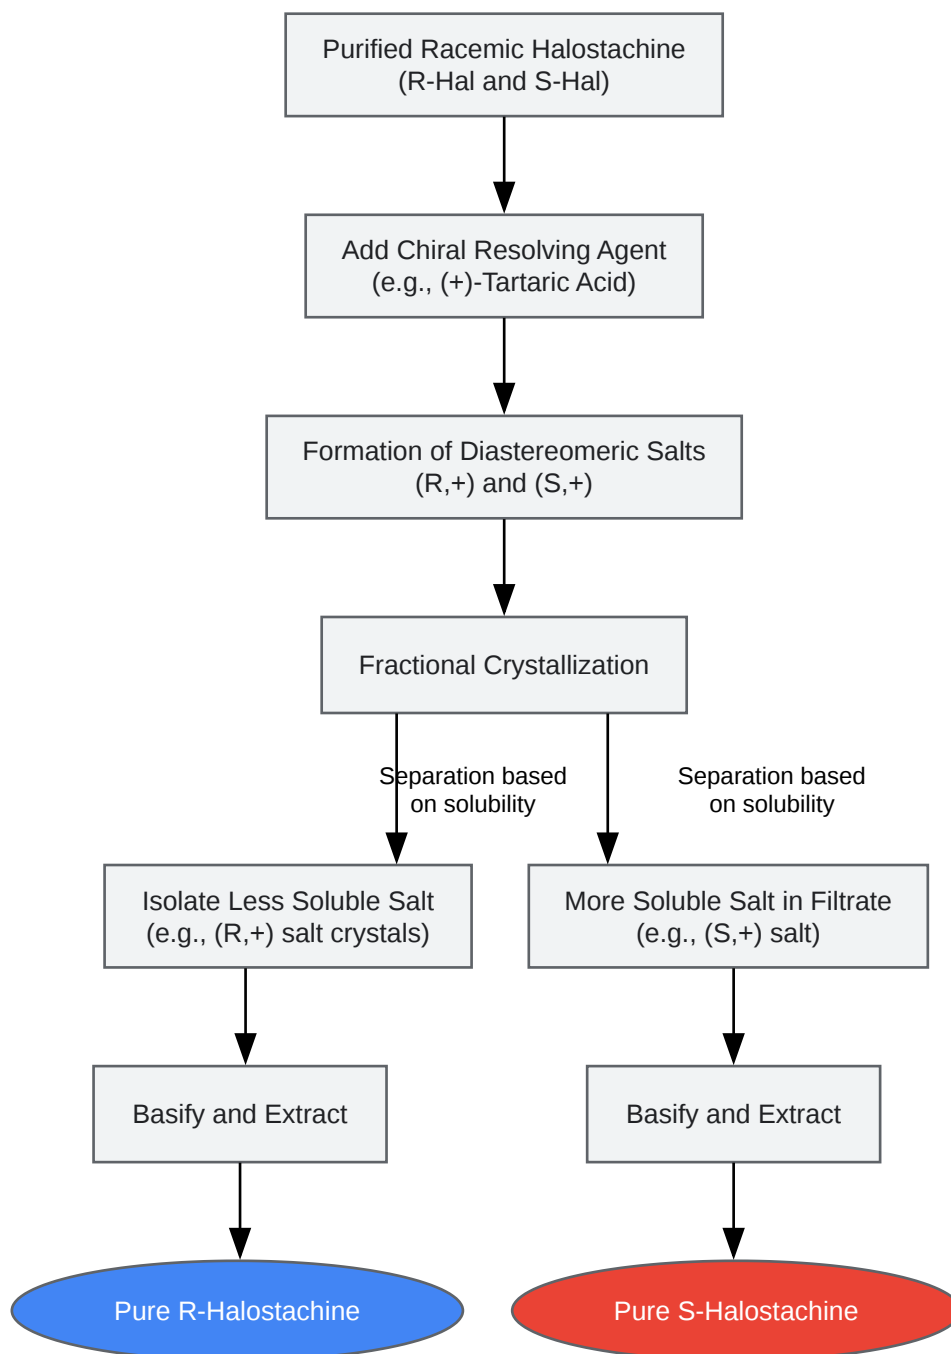 Purified Racemic Halostachine
(R-Hal and S-Hal)
Add Chiral Resolving Agent
(e.g., (+)-Tartaric Acid)
Formation of Diastereomeric Salts
(R,+) and (S,+)
Fractional Crystallization
Separation based
on solubility
Separation based
on solubility
Isolate Less Soluble Salt
(e.g., (R,+) salt crystals)
More Soluble Salt in Filtrate
(e.g., (S,+) salt)
Basify and Extract
Basify and Extract
Pure R-Halostachine
Pure S-Halostachine